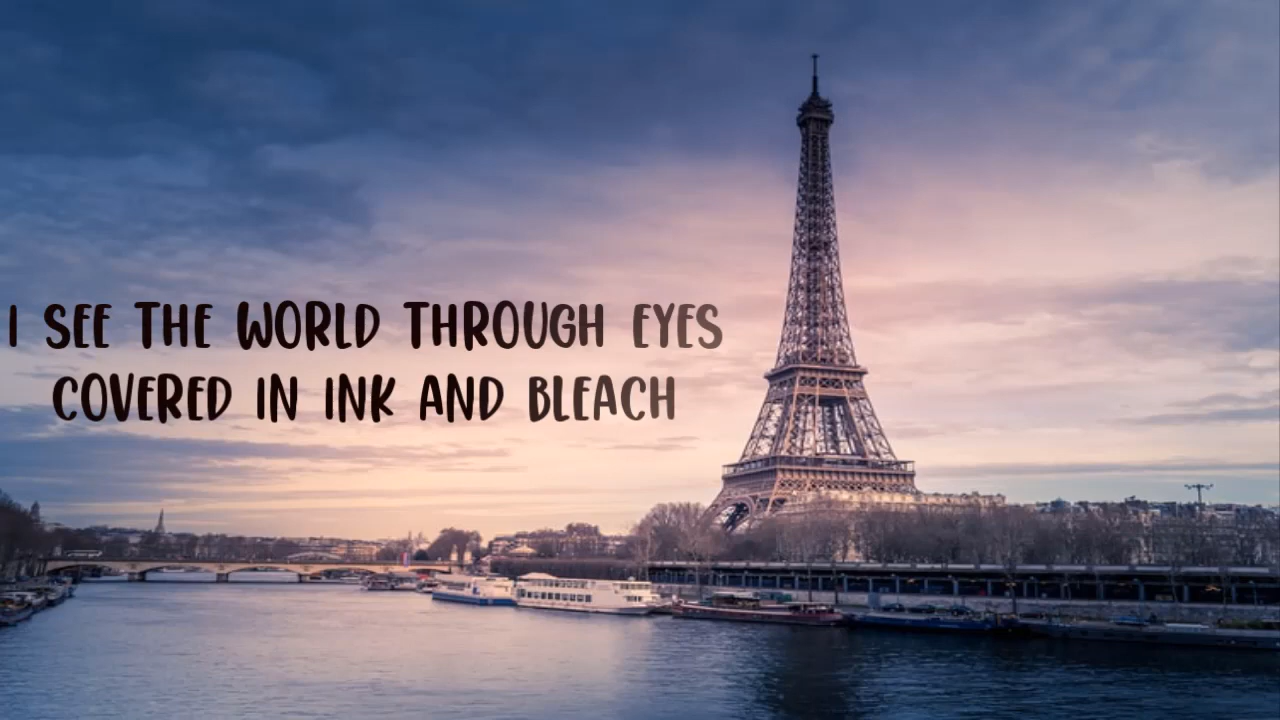 I SEE THE WORLD THROUGH EYES
COVERED IN INK AND BLEACH